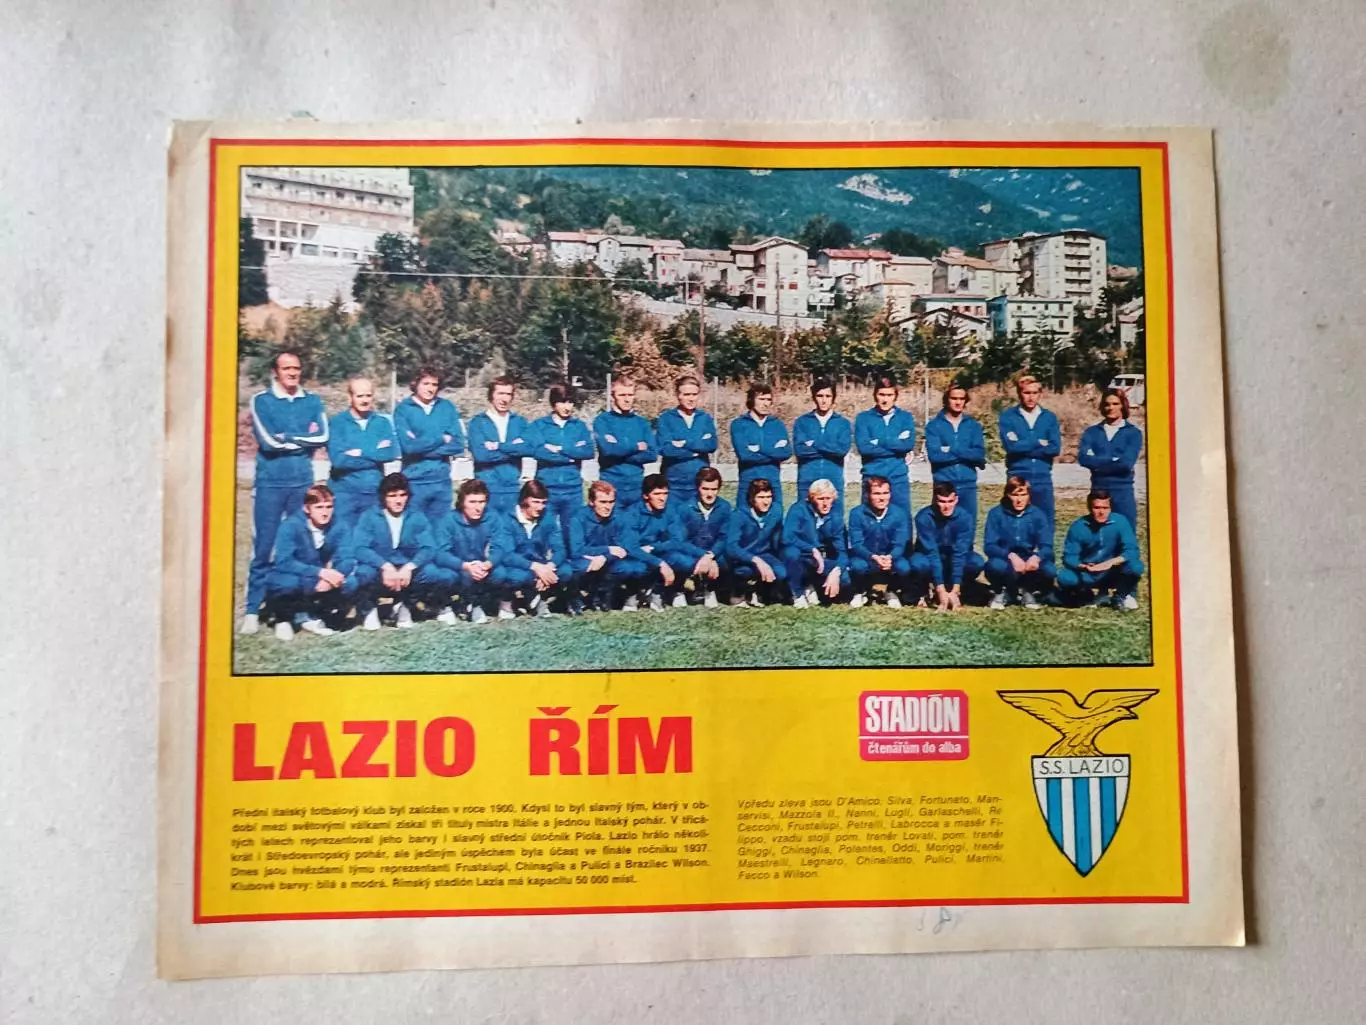 LAZIO ŘÍM
Přední italský fotbalový klub byl založen v roce 1900. Kdysi to byl slavný tým, který v ob-
dobí mezi světovými válkami získal tři tituly mistra Itálie a jednou Italský pohár. V třicá-
tých letech reprezentoval jeho barvy i slavný střední útočník Piola. Lazio hrálo několi-
krát i Středoevropský pohár, ale jediným úspěchem byla účast ve finále ročníku 1937.
Dnes jsou hvězdami týmu reprezentanti Frustalupi, Chinaglia a Pulici a Brazilec Wilson.
Klubové barvy: bílá a modrá. Římský stadión Lazia má kapacitu 50 000 míst.
STADIÓN
čtenářům do alba
Vpředu zleva jsou D'Amico, Silva, Fortunato, Man-
servisi, Mazzola II., Nanni, Lugli, Garlaschelli, Re
Cecconi, Frustalupi, Petrelli, Labrocca a masér Fi-
lippo, vzadu stojí pom. trenér Lovati, pom. trenér
Ghiggi, Chinaglia, Polentes, Oddi, Moriggi, trenér
Maestrelli, Legnaro, Chinellatto, Pulici, Martini,
Facco a Wilson.
S.S. LAZIO